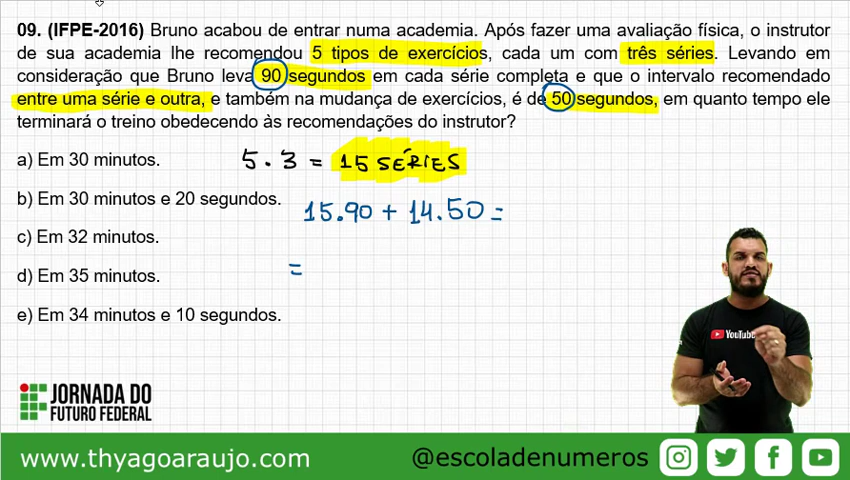 09. (IFPE-2016) Bruno acabou de entrar numa academia. Após fazer uma avaliação física, o instrutor
de sua academia lhe recomendou 5 tipos de exercícios, cada um com três séries. Levando em
consideração que Bruno leva 90 segundos em cada série completa e que o intervalo recomendado
entre uma série e outra, e também na mudança de exercícios, é de 50 segundos, em quanto tempo ele
terminará o treino obedecendo às recomendações do instrutor?
a) Em 30 minutos.
5 . 3 = 15 SÉRIES
b) Em 30 minutos e 20 segundos.
15.90 + 14.50 =
c) Em 32 minutos.
=
d) Em 35 minutos.
e) Em 34 minutos e 10 segundos.
YouTube
JORNADA DO
FUTURO FEDERAL
www.thyagoaraujo.com
@escoladenumeros